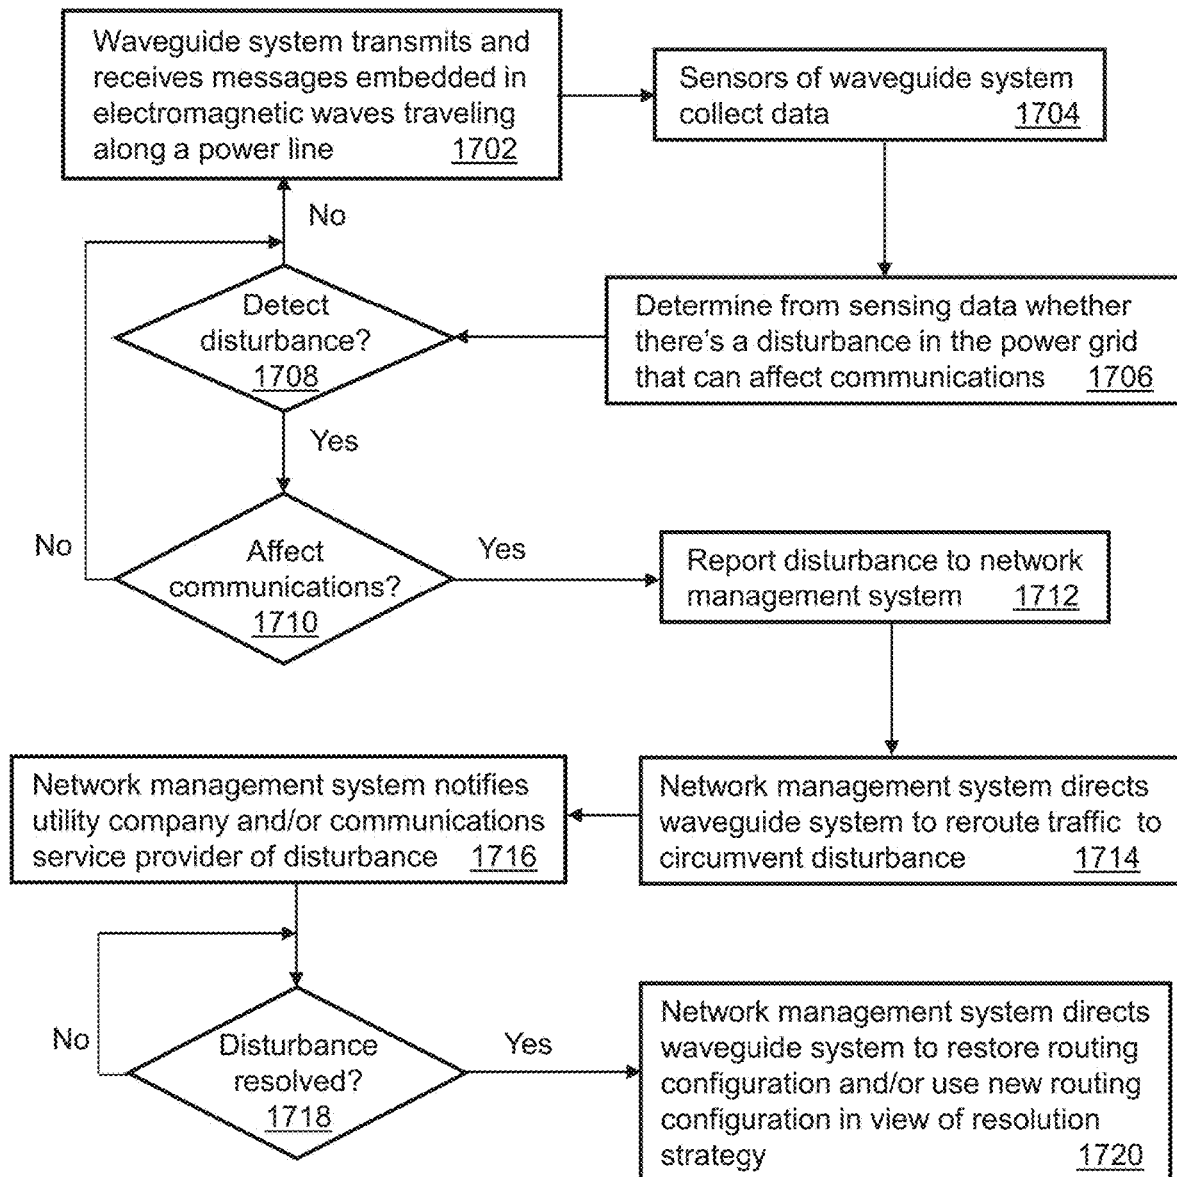 Waveguide system transmits and
receives messages embedded in
electromagnetic waves traveling
along a power line 1702
Sensors of waveguide system
collect data 1704
No
Detect
disturbance?
1708
Determine from sensing data whether
there's a disturbance in the power grid
that can affect communications 1706
Yes
No
Affect
communications?
1710
Yes
Report disturbance to network
management system 1712
Network management system notifies
utility company and/or communications
service provider of disturbance 1716
Network management system directs
waveguide system to reroute traffic to
circumvent disturbance 1714
No
Disturbance
resolved?
1718
Yes
Network management system directs
waveguide system to restore routing
configuration and/or use new routing
configuration in view of resolution
strategy 1720